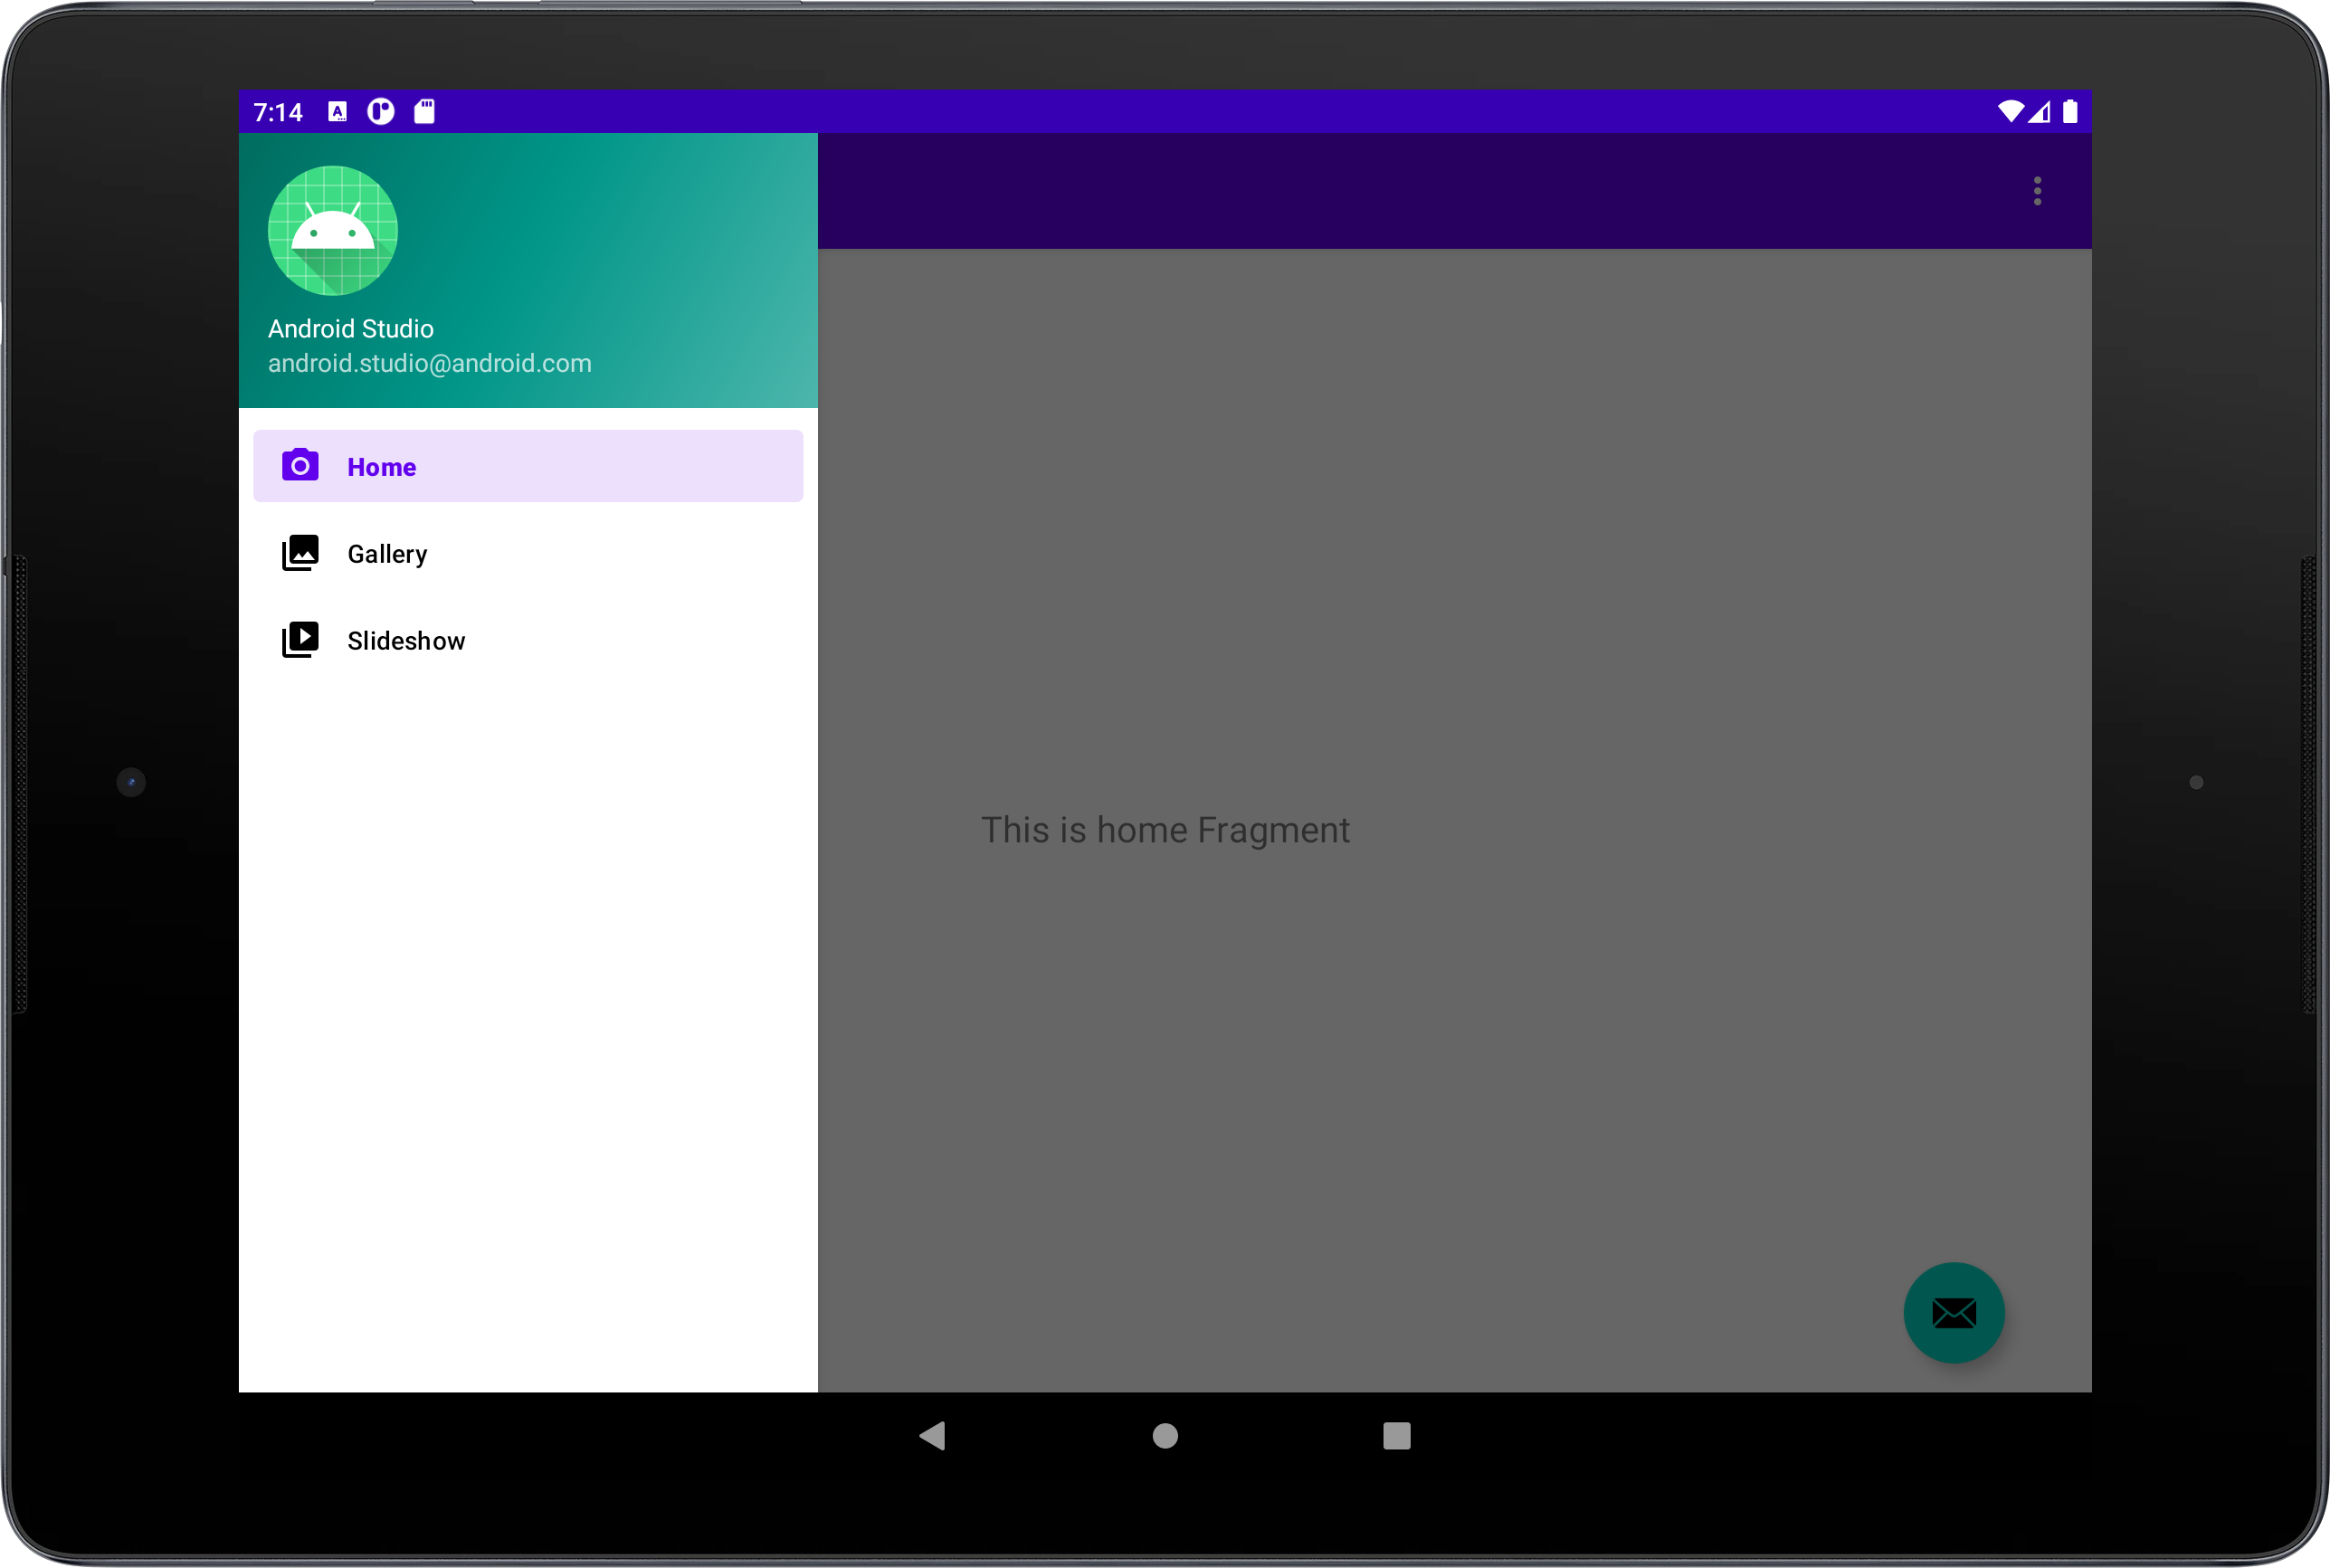 7:14
Android Studio
android.studio@android.com
Home
Gallery
Slideshow
This is home Fragment